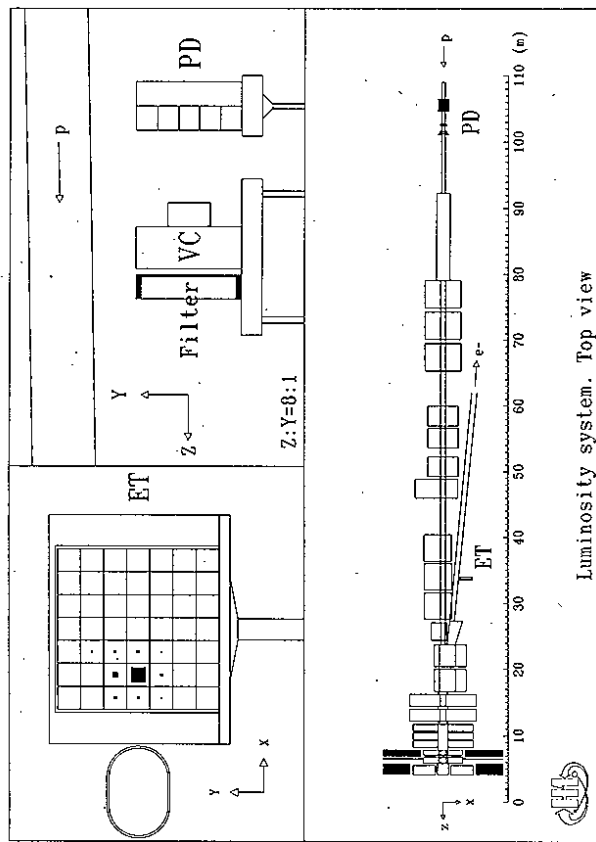 ET
Y
X
p
Y
Z
Filter
VC
PD
Z:Y=8:1
p
PD
e-
ET
z
x
0 10 20 30 40 50 60 70 80 90 100 110 (m)
Luminosity system. Top view